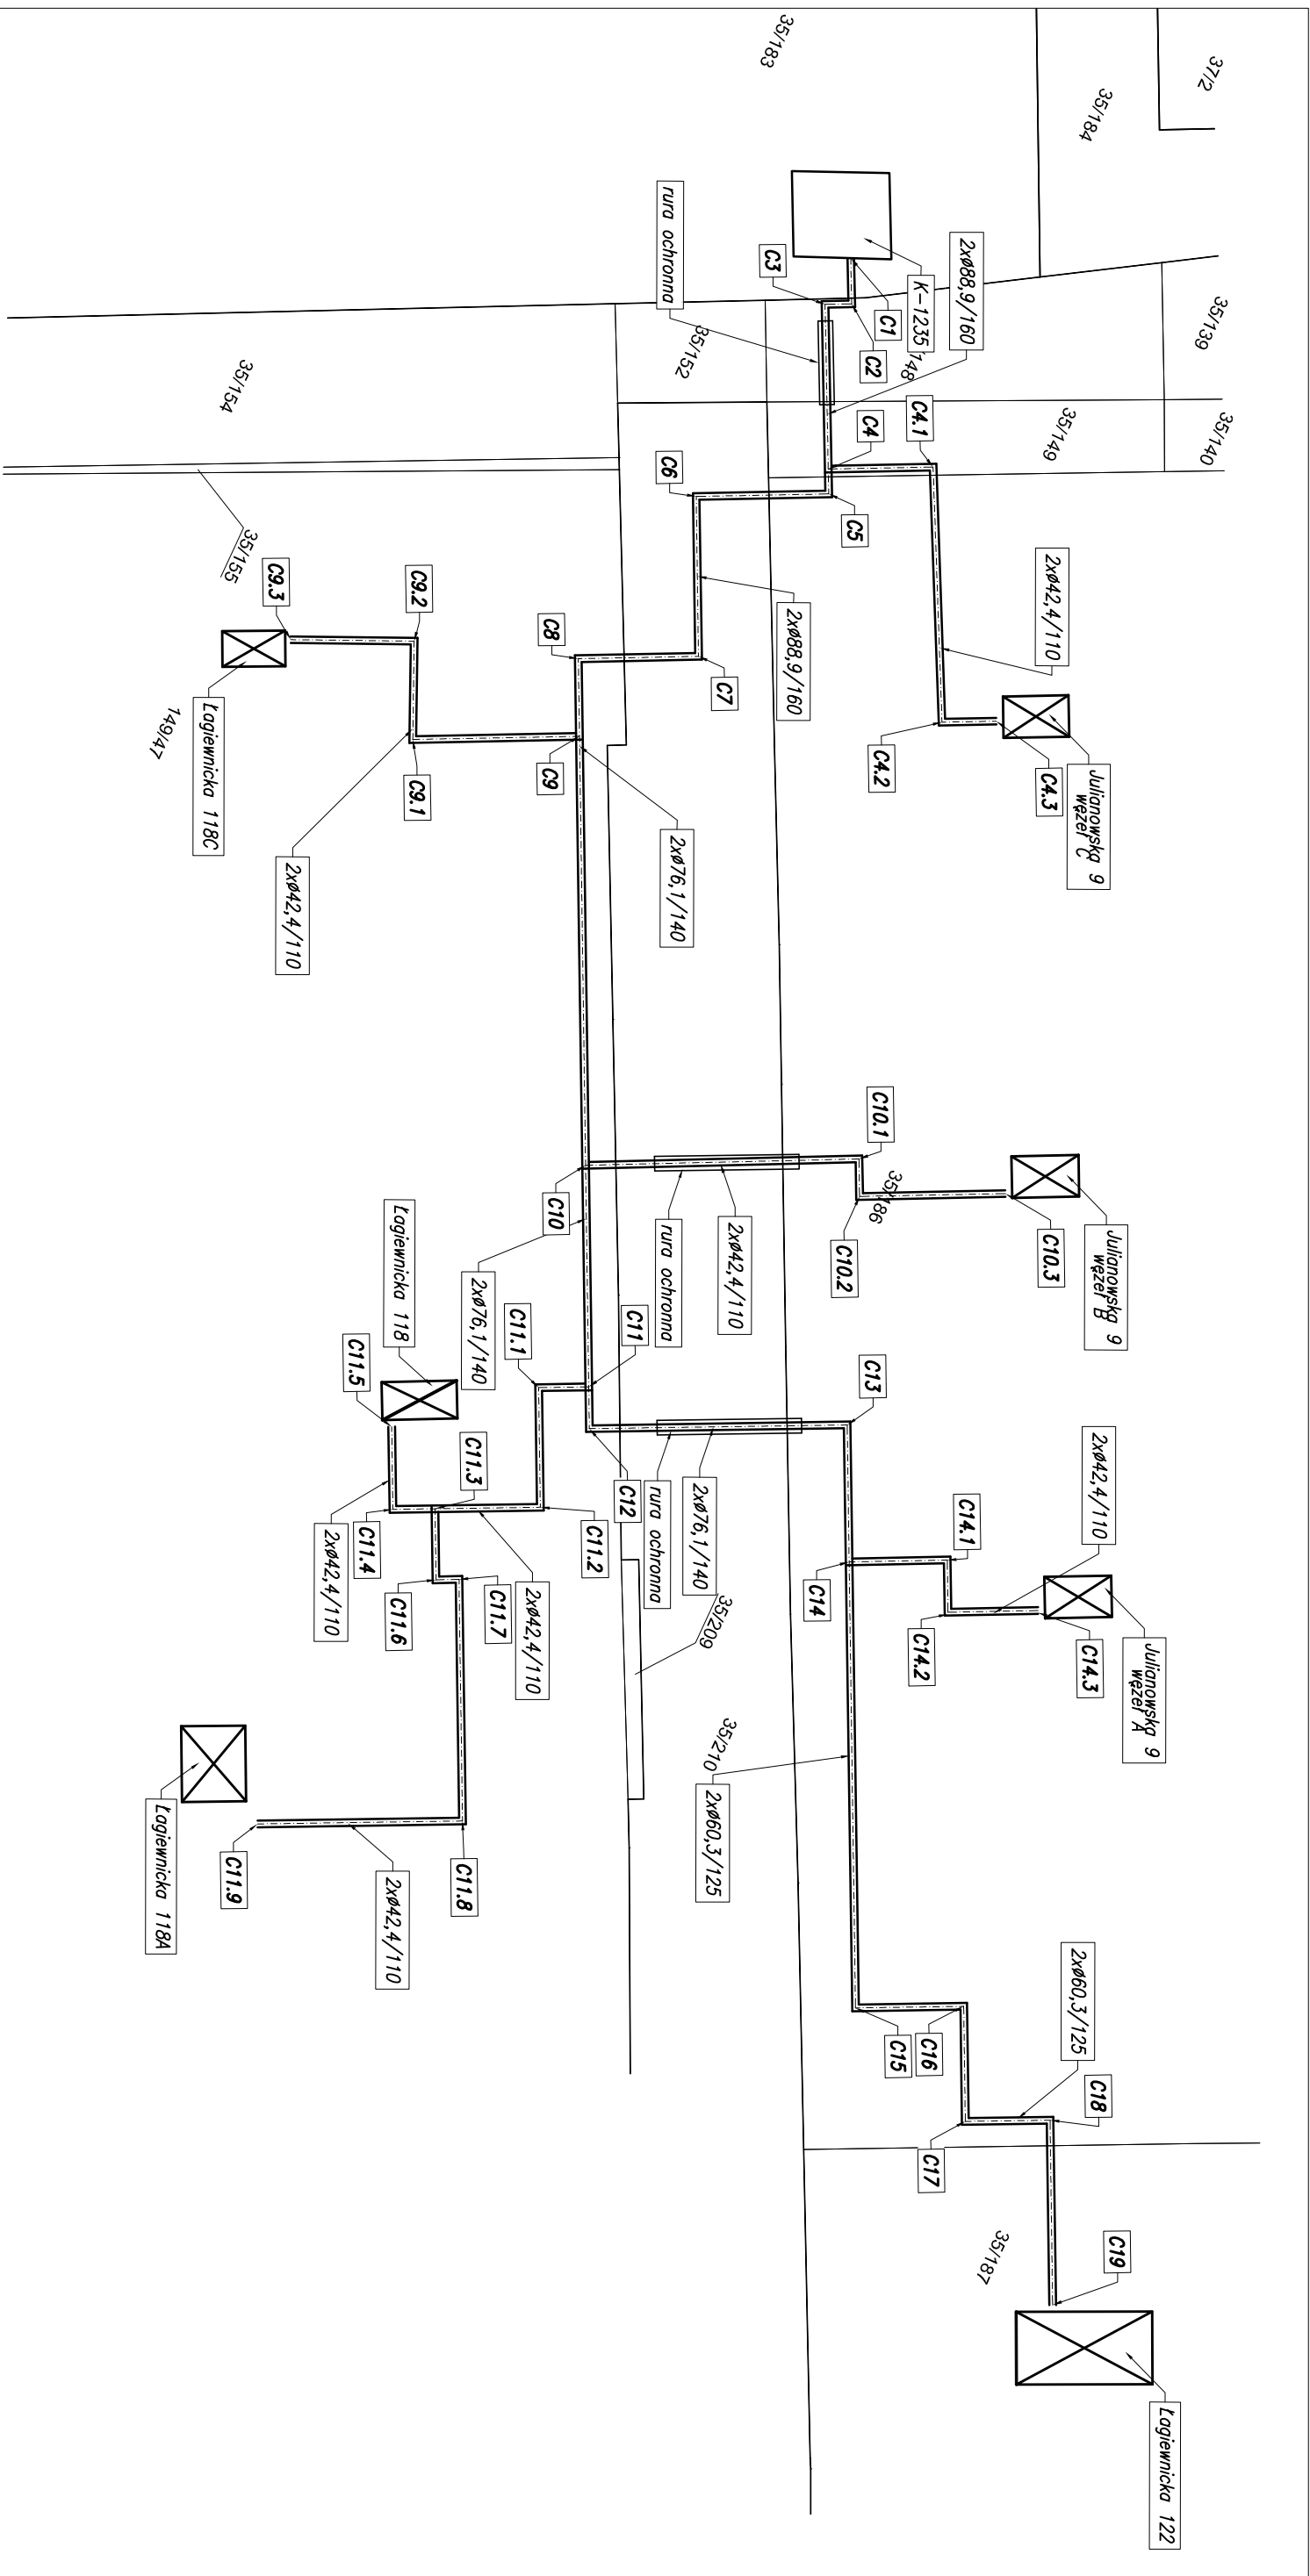 37/2
35/184
35/183
35/139
35/140
35/149
148
35/152
35/154
35/155
2xø88,9/160
K-1235
rura ochronna
C1
C2
C3
C4
C4.1
C5
C6
2xø42,4/110
2xø88,9/160
C7
C8
C4.2
C4.3
Julianowska 9
węzeł C
C9
C9.1
C9.2
C9.3
Łagiewnicka 118C
149/47
2xø42,4/110
2xø76,1/140
C10
C10.1
C10.2
C10.3
35/186
Julianowska 9
węzeł B
2xø42,4/110
rura ochronna
2xø76,1/140
Łagiewnicka 118
C11
C11.1
C11.2
C11.3
C11.4
C11.5
C11.6
C11.7
2xø42,4/110
2xø42,4/110
C12
C13
rura ochronna
2xø76,1/140
35/209
C14
C14.1
C14.2
C14.3
2xø42,4/110
Julianowska 9
węzeł A
35/210
2xø60,3/125
C11.8
C11.9
2xø42,4/110
Łagiewnicka 118A
C15
C16
2xø60,3/125
C17
C18
35/187
C19
Łagiewnicka 122